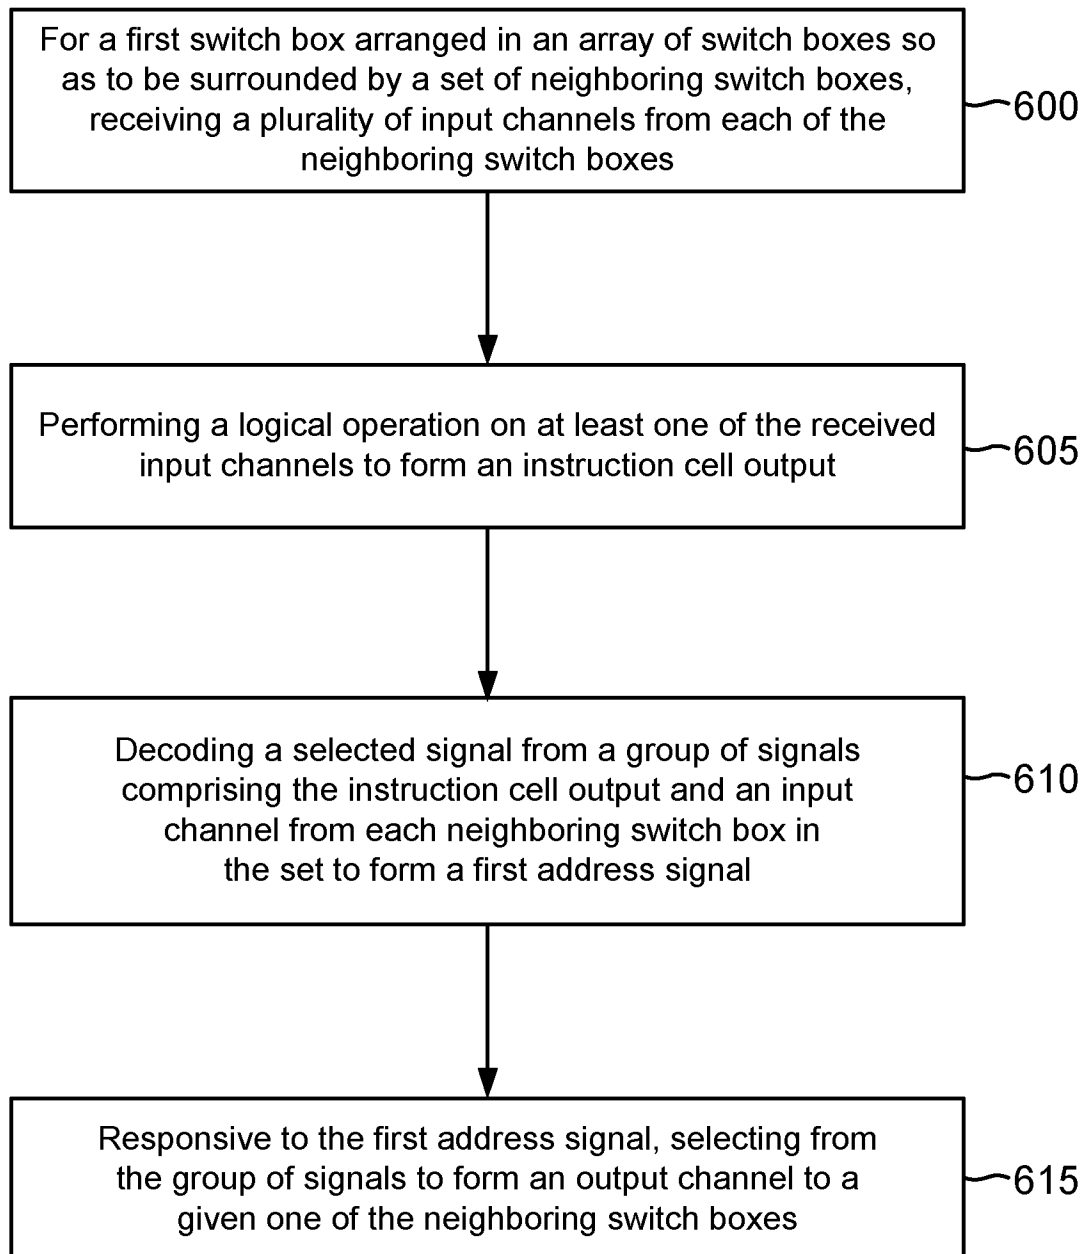 For a first switch box arranged in an array of switch boxes so
as to be surrounded by a set of neighboring switch boxes,
receiving a plurality of input channels from each of the
neighboring switch boxes
600
Performing a logical operation on at least one of the received
input channels to form an instruction cell output
605
Decoding a selected signal from a group of signals
comprising the instruction cell output and an input
channel from each neighboring switch box in
the set to form a first address signal
610
Responsive to the first address signal, selecting from
the group of signals to form an output channel to a
given one of the neighboring switch boxes
615